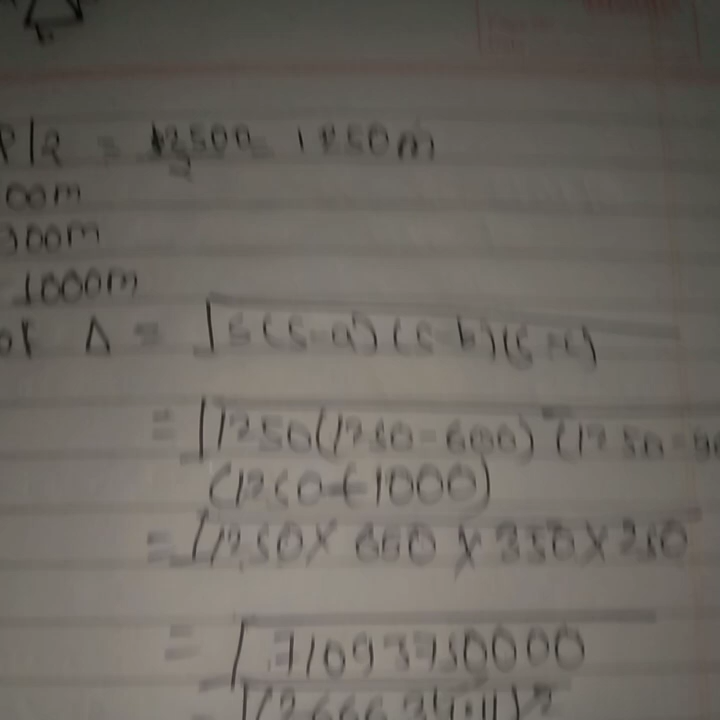 P/2 = 2500 = 1250m
2
00m
900m
1000m
of Δ = √s(s-a)(s-b)(s-c)
= √1250(1250-600)(1250-90
(1250-1000)
= √1250 X 650 X 350 X 250
= √71093750000